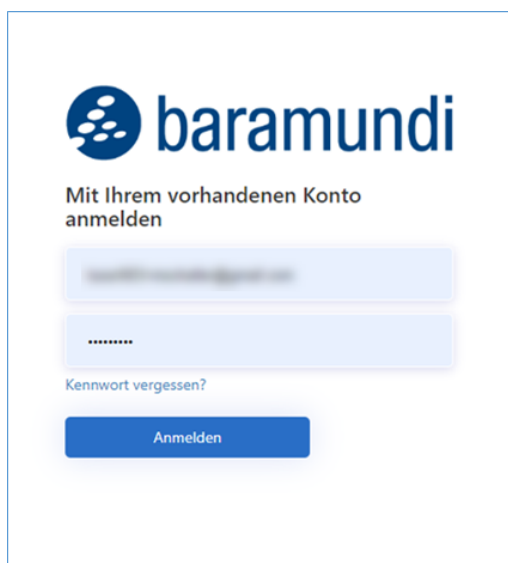 baramundi
Mit Ihrem vorhandenen Konto
anmelden
•••••••••
Kennwort vergessen?
Anmelden